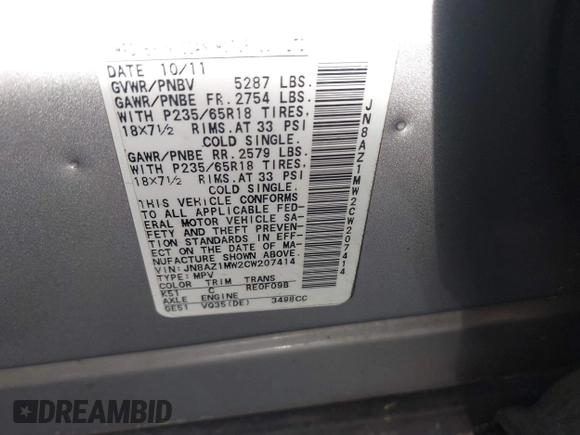 DATE 10/11
GVWR/PNBV 5287 LBS.
GAWR/PNBE FR. 2754 LBS.
WITH P235/65R18 TIRES.
18X7½ RIMS. AT 33 PSI
COLD SINGLE.
GAWR/PNBE RR. 2579 LBS.
WITH P235/65R18 TIRES.
18X7½ RIMS. AT 33 PSI
COLD SINGLE.
THIS VEHICLE CONFORMS
TO ALL APPLICABLE FED-
ERAL MOTOR VEHICLE SA-
FETY AND THEFT PREVEN-
TION STANDARDS IN EFF-
ECT ON THE DATE OF MA-
NUFACTURE SHOWN ABOVE.
VIN: JN8AZ1MW2CW207414
TYPE: MPV
COLOR TRIM TRANS
K51 C RE0F09B
AXLE ENGINE
GE51 VQ35(DE) 3498CC
JN8AZ1MW2CW207414
DREAMBID